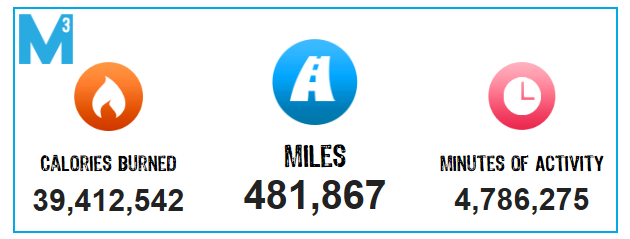 M3
MILES
CALORIES BURNED
MINUTES OF ACTIVITY
481,867
39,412,542
4,786,275